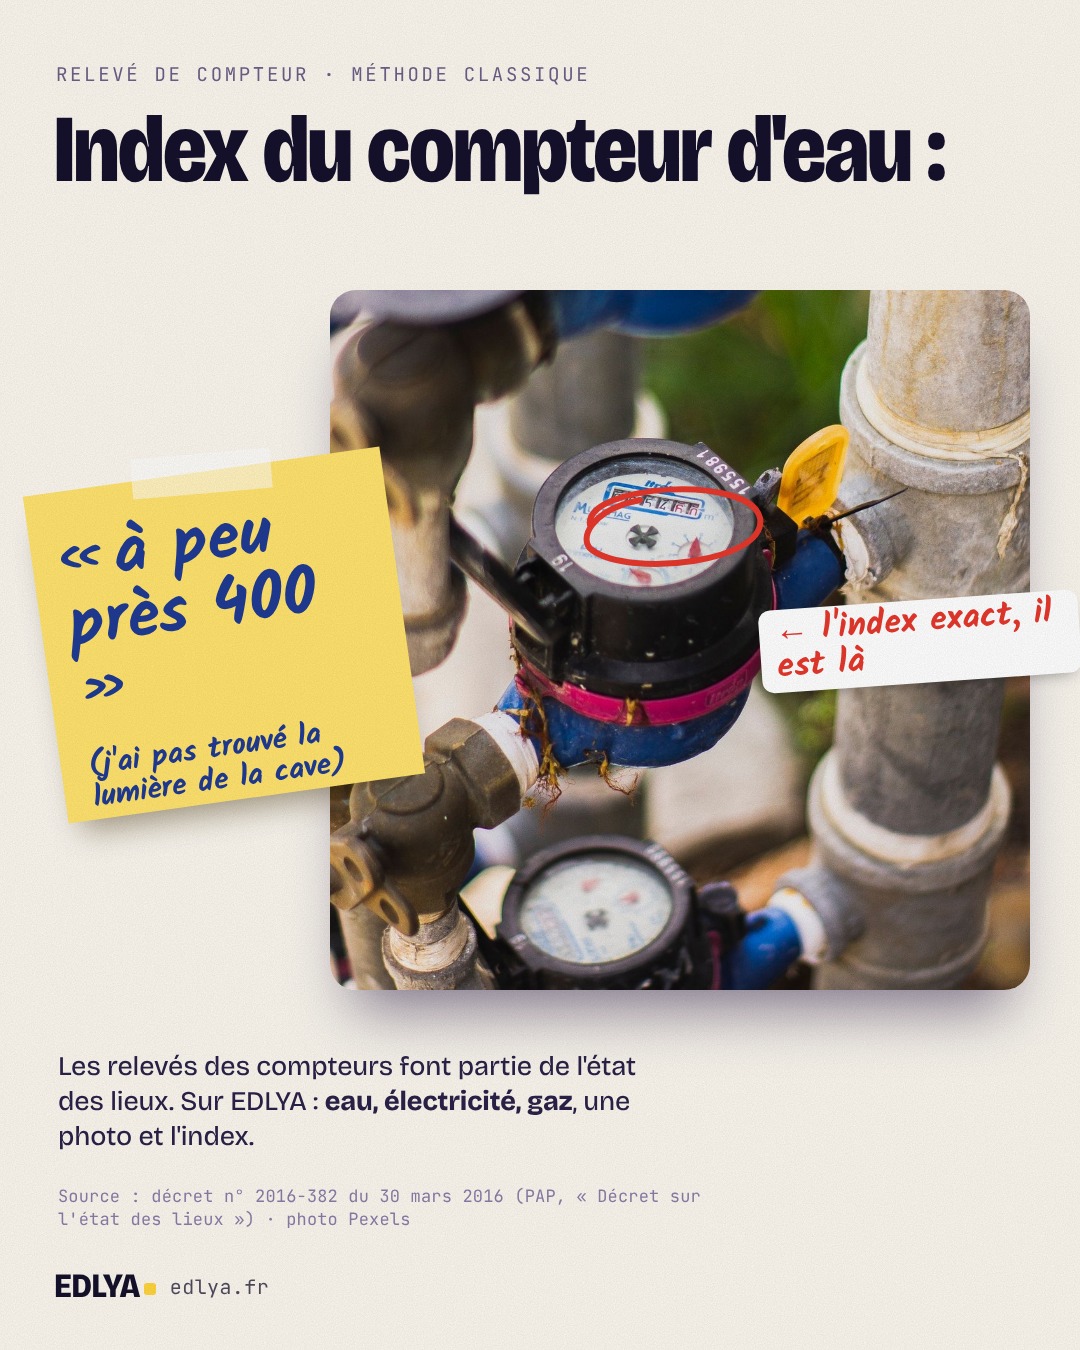 RELEVÉ DE COMPTEUR · MÉTHODE CLASSIQUE
Index du compteur d'eau :
« à peu
près 400
»
(j'ai pas trouvé la
lumière de la cave)
155981
19
← l'index exact, il
est là
Les relevés des compteurs font partie de l'état
des lieux. Sur EDLYA : eau, électricité, gaz, une
photo et l'index.
Source : décret n° 2016-382 du 30 mars 2016 (PAP, « Décret sur
l'état des lieux ») · photo Pexels
EDLYA edlya.fr